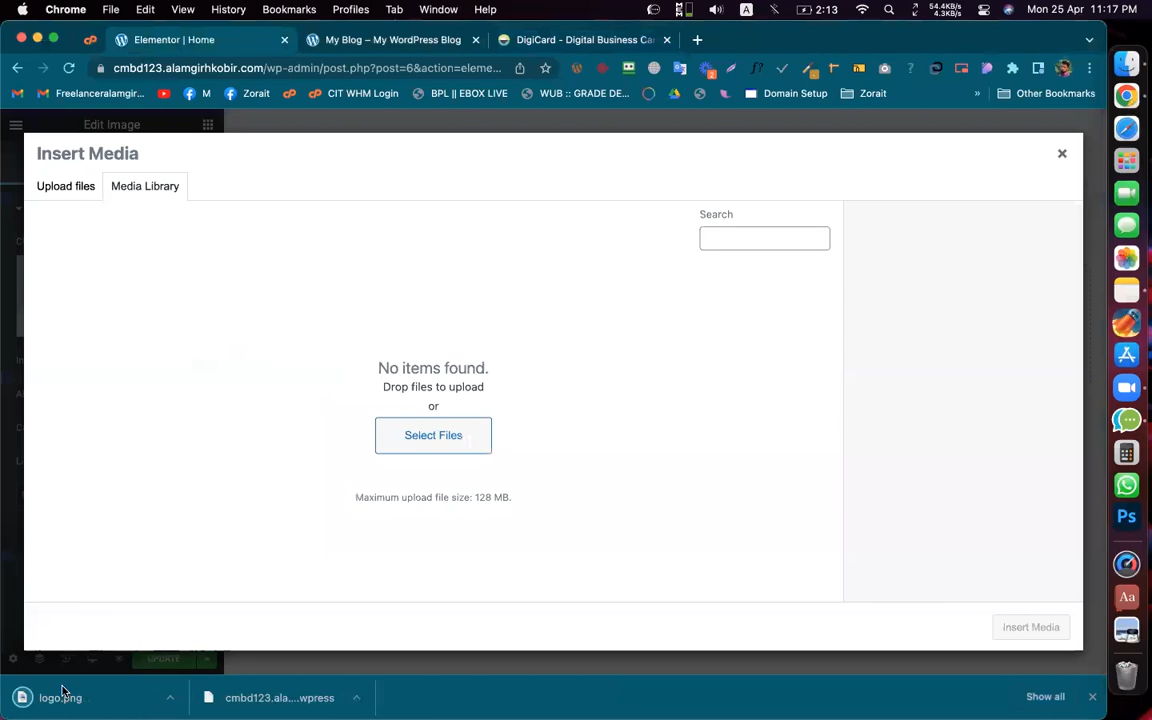 Chrome File Edit View History Bookmarks Profiles Tab Window Help A 2:13 54.4KB/s 4.3KB/s Mon 25 Apr 11:17 PM
Elementor | Home My Blog – My WordPress Blog DigiCard - Digital Business Ca
cmbd123.alamgirhkobir.com/wp-admin/post.php?post=6&action=eleme...
Freelanceralamgir... M Zorait CIT WHM Login BPL || EBOX LIVE WUB :: GRADE DE... Domain Setup Zorait » Other Bookmarks
Edit Image
Insert Media
Upload files Media Library
Search
No items found.
Drop files to upload
or
Select Files
Maximum upload file size: 128 MB.
Insert Media
UPDATE
logo.png cmbd123.ala....wpress Show all
Ps
Aa